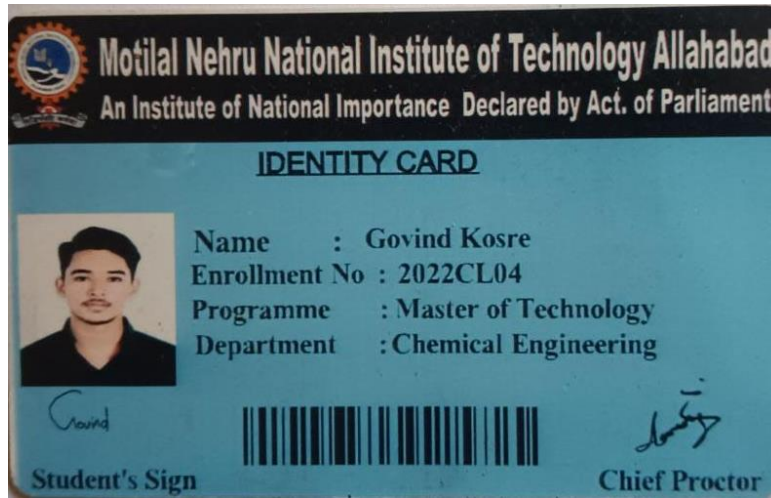 Motilal Nehru National Institute of Technology Allahabad
An Institute of National Importance Declared by Act. of Parliament
IDENTITY CARD
Name : Govind Kosre
Enrollment No : 2022CL04
Programme : Master of Technology
Department : Chemical Engineering
Govind
Student's Sign
Chief Proctor